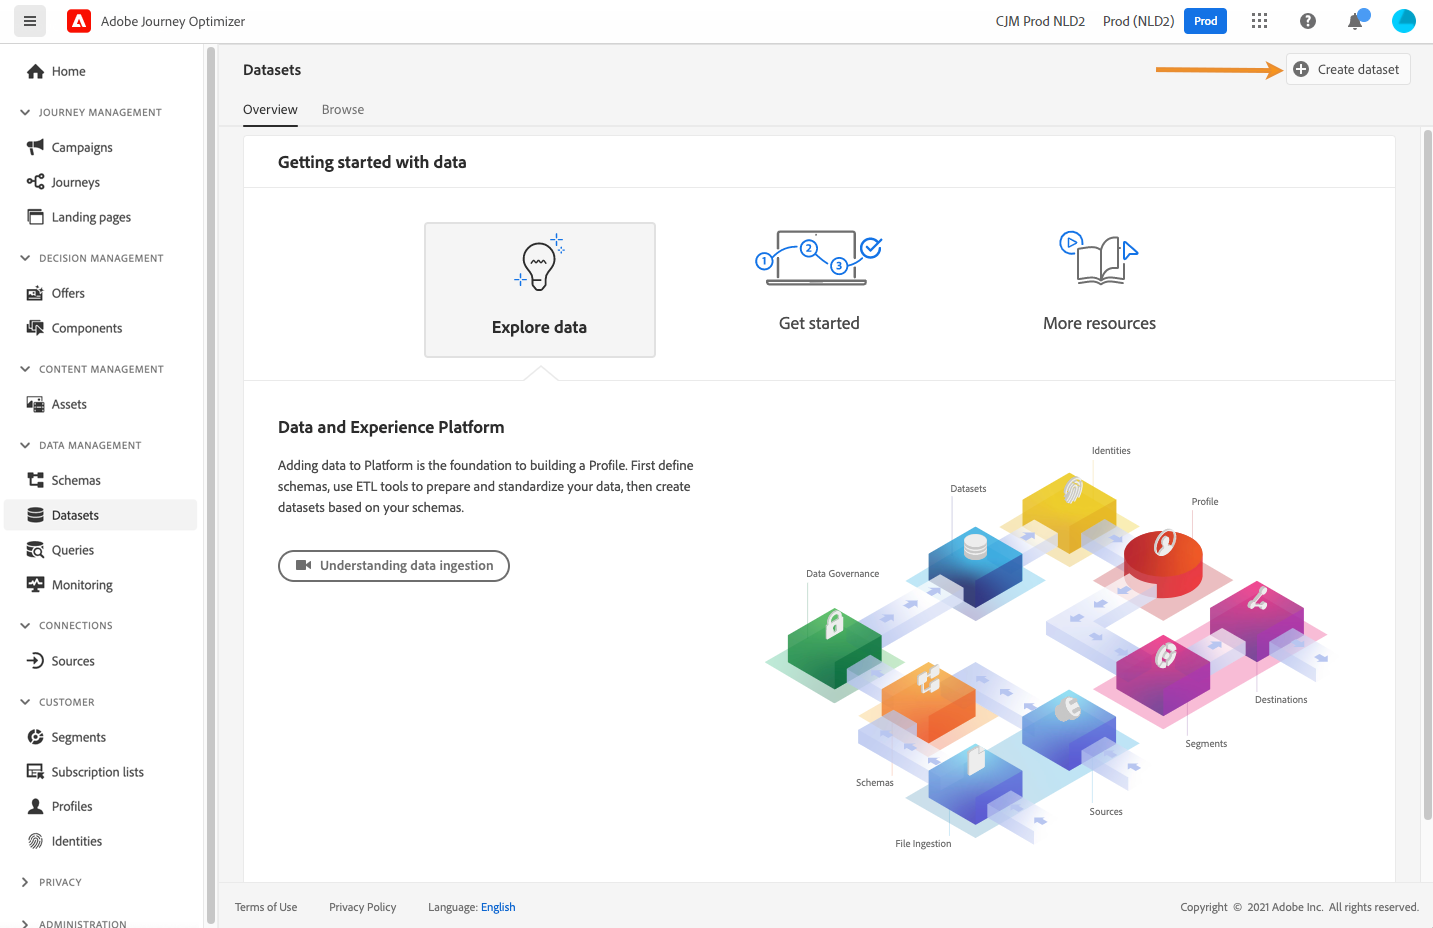 Adobe Journey Optimizer
CJM Prod NLD2
Prod (NLD2)
Prod
Home
JOURNEY MANAGEMENT
Campaigns
Journeys
Landing pages
DECISION MANAGEMENT
Offers
Components
CONTENT MANAGEMENT
Assets
DATA MANAGEMENT
Schemas
Datasets
Queries
Monitoring
CONNECTIONS
Sources
CUSTOMER
Segments
Subscription lists
Profiles
Identities
PRIVACY
ADMINISTRATION
Datasets
Create dataset
Overview
Browse
Getting started with data
Explore data
1
2
3
Get started
More resources
Data and Experience Platform
Adding data to Platform is the foundation to building a Profile. First define
schemas, use ETL tools to prepare and standardize your data, then create
datasets based on your schemas.
Understanding data ingestion
Identities
Datasets
Profile
Data Governance
Destinations
Segments
Schemas
Sources
File Ingestion
Terms of Use
Privacy Policy
Language: English
Copyright © 2021 Adobe Inc. All rights reserved.